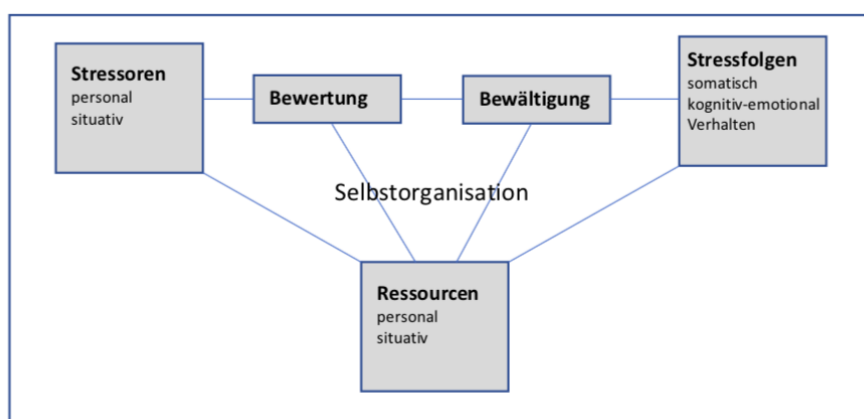 Stressoren
personal
situativ
Bewertung
Bewältigung
Stressfolgen
somatisch
kognitiv-emotional
Verhalten
Selbstorganisation
Ressourcen
personal
situativ